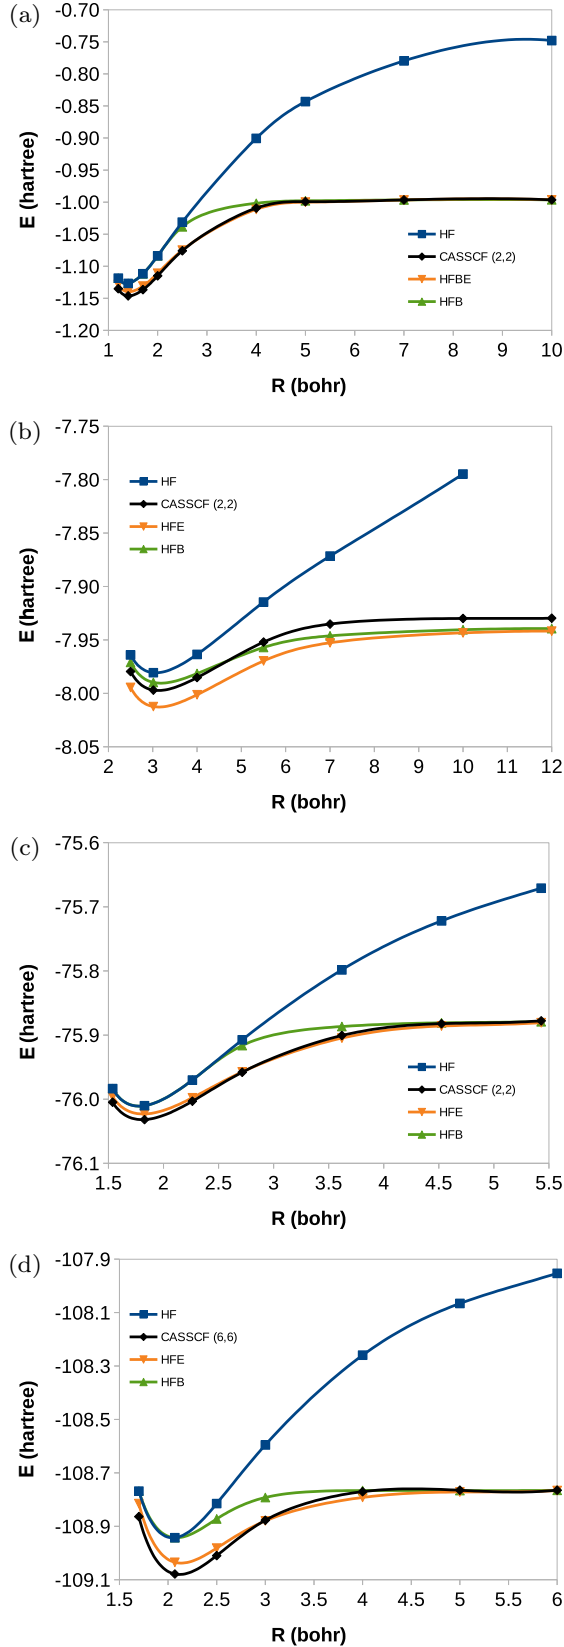 (a)
-0.70
-0.75
-0.80
-0.85
-0.90
-0.95
-1.00
-1.05
-1.10
-1.15
-1.20
E (hartree)
HF
CASSCF (2,2)
HFBE
HFB
1 2 3 4 5 6 7 8 9 10
R (bohr)
(b)
-7.75
-7.80
-7.85
-7.90
-7.95
-8.00
-8.05
E (hartree)
HF
CASSCF (2,2)
HFE
HFB
2 3 4 5 6 7 8 9 10 11 12
R (bohr)
(c)
-75.6
-75.7
-75.8
-75.9
-76.0
-76.1
E (hartree)
HF
CASSCF (2,2)
HFE
HFB
1.5 2 2.5 3 3.5 4 4.5 5 5.5
R (bohr)
(d)
-107.9
-108.1
-108.3
-108.5
-108.7
-108.9
-109.1
E (hartree)
HF
CASSCF (6,6)
HFE
HFB
1.5 2 2.5 3 3.5 4 4.5 5 5.5 6
R (bohr)